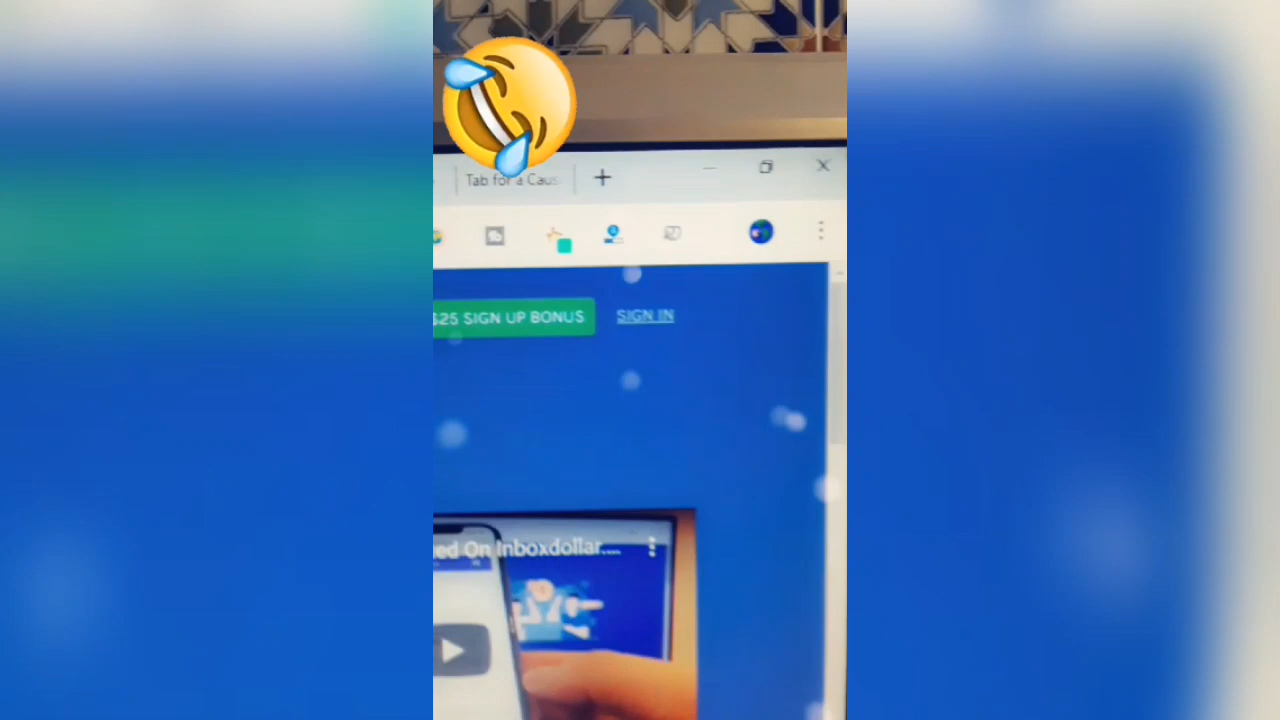 Tab for a Caus
$25 SIGN UP BONUS
SIGN IN
ed On Inboxdollar....